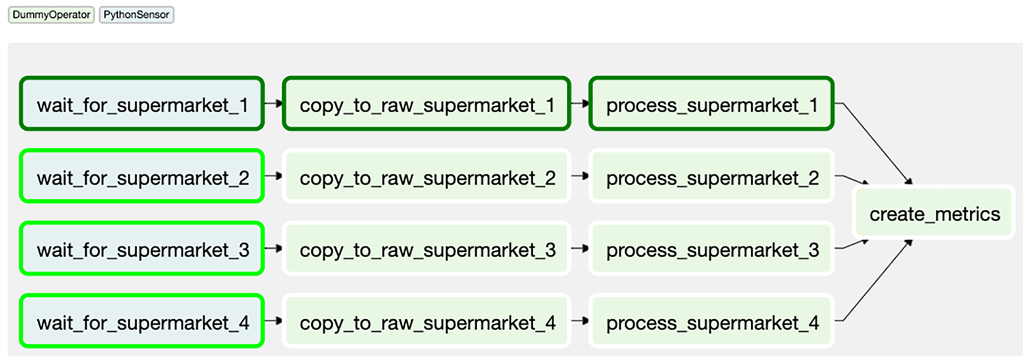 DummyOperator PythonSensor
wait_for_supermarket_1 copy_to_raw_supermarket_1 process_supermarket_1
wait_for_supermarket_2 copy_to_raw_supermarket_2 process_supermarket_2
create_metrics
wait_for_supermarket_3 copy_to_raw_supermarket_3 process_supermarket_3
wait_for_supermarket_4 copy_to_raw_supermarket_4 process_supermarket_4